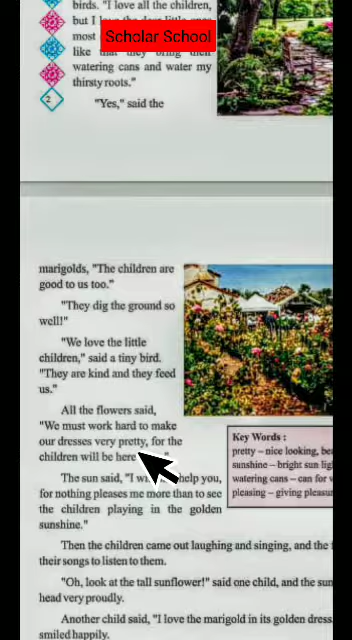 birds. "I love all the children,
but I
Scholar School
most
like that they bring their
watering cans and water my
thirsty roots."
2
"Yes," said the
marigolds, "The children are
good to us too."
"They dig the ground so
well!"
"We love the little
children," said a tiny bird.
"They are kind and they feed
us."
All the flowers said,
"We must work hard to make
our dresses very pretty, for the
children will be here
The sun said, "I help you,
for nothing pleases me more than to see
the children playing in the golden
sunshine."
Key Words :
pretty – nice looking,
sunshine – bright sun
watering cans – can for
pleasing – giving
Then the children came out laughing and singing, and the
their songs to listen to them.
"Oh, look at the tall sunflower!" said one child, and the
head very proudly.
Another child said, "I love the marigold in its golden
smiled happily.